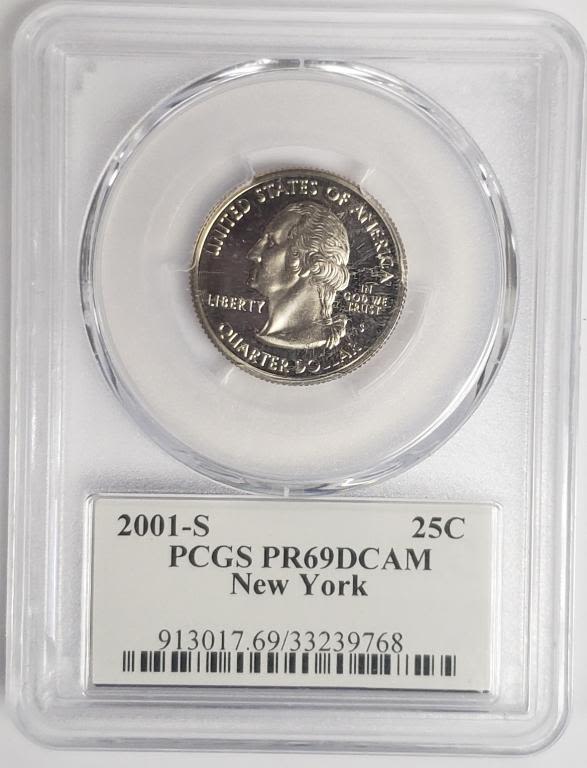 UNITED STATES OF AMERICA
LIBERTY
IN
GOD WE
TRUST
S
QUARTER DOLLAR
2001-S 25C
PCGS PR69DCAM
New York
913017.69/33239768